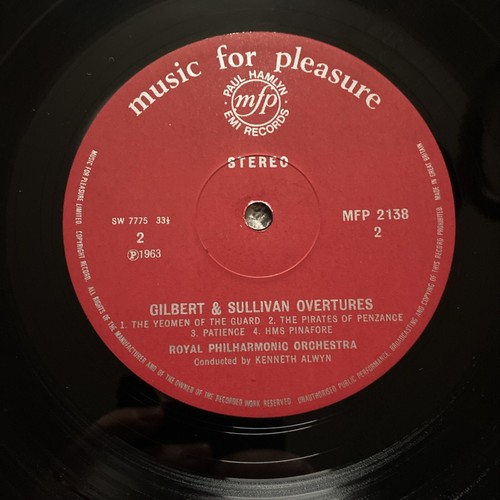 music for pleasure
PAUL HAMLYN
mfp
EMI RECORDS
STEREO
SW 7775 33⅓
2
Ⓟ1963
MFP 2138
2
GILBERT & SULLIVAN OVERTURES
1. THE YEOMEN OF THE GUARD 2. THE PIRATES OF PENZANCE
3. PATIENCE 4. HMS PINAFORE
ROYAL PHILHARMONIC ORCHESTRA
Conducted by KENNETH ALWYN
MUSIC FOR PLEASURE LIMITED. COPYRIGHT RECORD. ALL RIGHTS OF THE MANUFACTURER AND OF THE OWNER OF THE RECORDED WORK RESERVED. UNAUTHORISED PUBLIC PERFORMANCE, BROADCASTING AND COPYING OF THIS RECORD PROHIBITED. MADE IN GREAT BRITAIN.